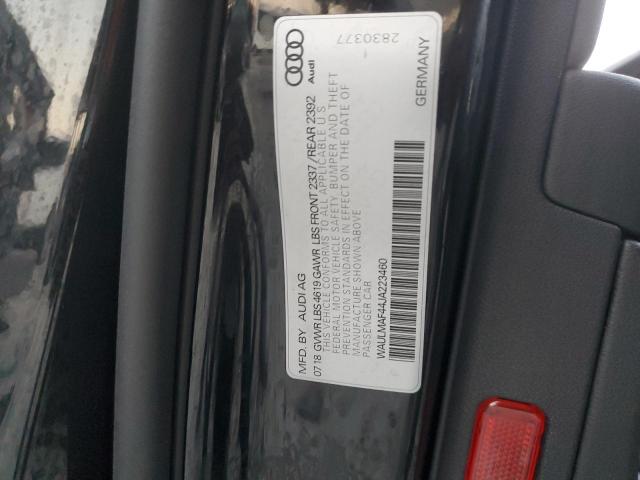 MFD. BY AUDI AG
Audi
07 18 GVWR LBS 4619 GAWR LBS FRONT 2337 /REAR 2392
THIS VEHICLE CONFORMS TO ALL APPLICABLE U S
FEDERAL MOTOR VEHICLE SAFETY, BUMPER AND THEFT
PREVENTION STANDARDS IN EFFECT ON THE DATE OF
MANUFACTURE SHOWN ABOVE
PASSENGER CAR
2830377
WAULMAF44JA223460
GERMANY